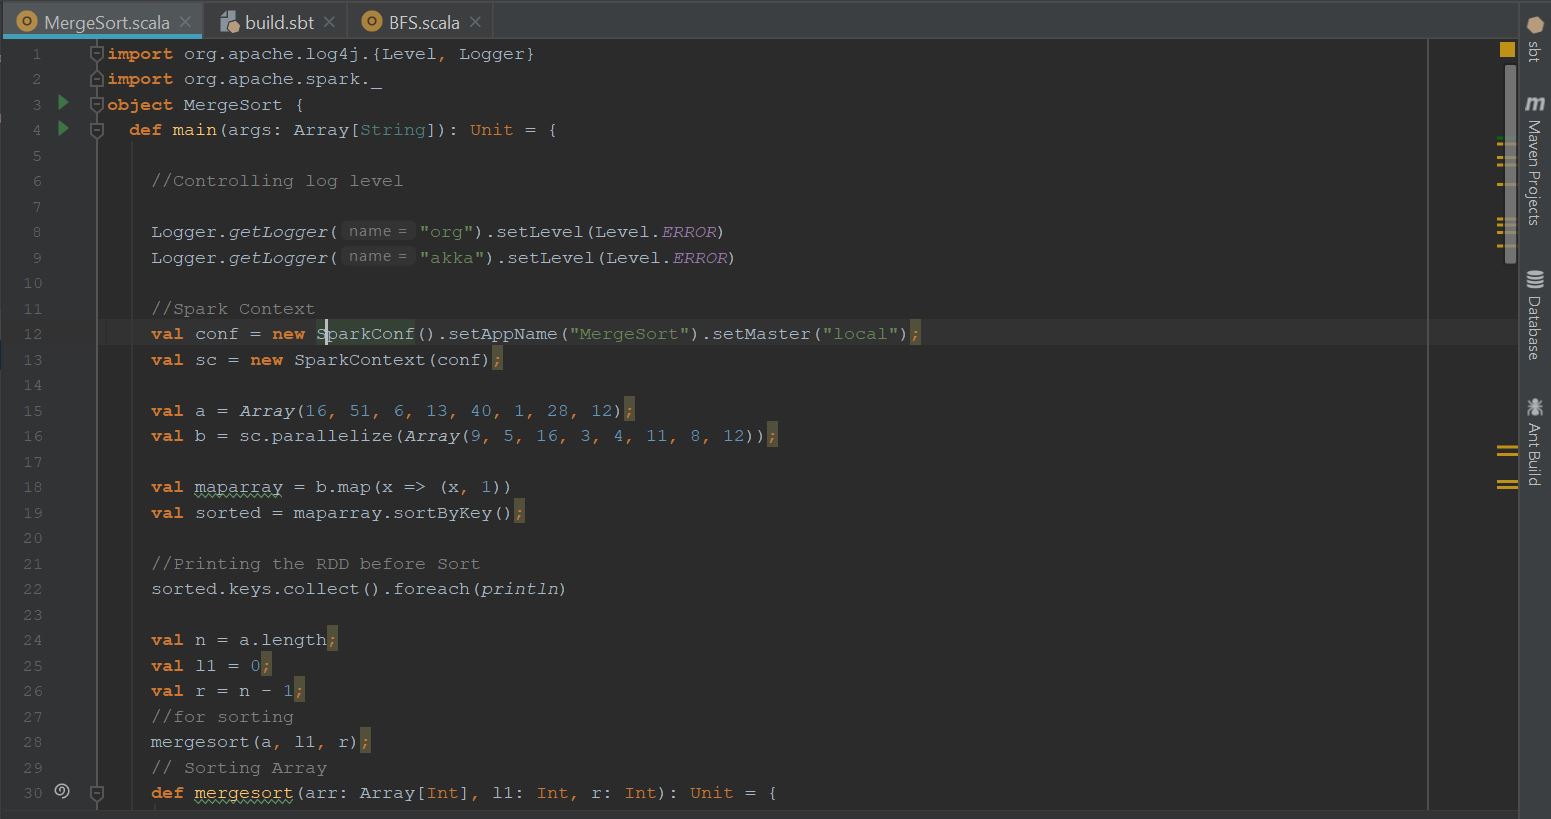 MergeSort.scala × build.sbt × BFS.scala ×
1 import org.apache.log4j.{Level, Logger}
2 import org.apache.spark._
3 object MergeSort {
4 def main(args: Array[String]): Unit = {
5
6 //Controlling log level
7
8 Logger.getLogger( name = "org").setLevel(Level.ERROR)
9 Logger.getLogger( name = "akka").setLevel(Level.ERROR)
10
11 //Spark Context
12 val conf = new SparkConf().setAppName("MergeSort").setMaster("local");
13 val sc = new SparkContext(conf);
14
15 val a = Array(16, 51, 6, 13, 40, 1, 28, 12);
16 val b = sc.parallelize(Array(9, 5, 16, 3, 4, 11, 8, 12));
17
18 val maparray = b.map(x => (x, 1))
19 val sorted = maparray.sortByKey();
20
21 //Printing the RDD before Sort
22 sorted.keys.collect().foreach(println)
23
24 val n = a.length;
25 val l1 = 0;
26 val r = n - 1;
27 //for sorting
28 mergesort(a, l1, r);
29 // Sorting Array
30 def mergesort(arr: Array[Int], l1: Int, r: Int): Unit = {
sbt
m Maven Projects
Database
Ant Build